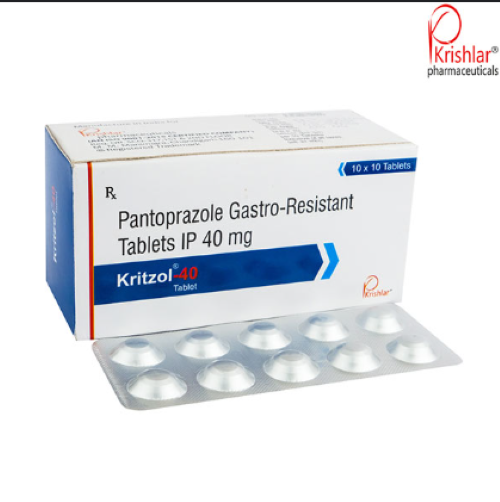 Krishlar®
pharmaceuticals
10 x 10 Tablets
Rx
Pantoprazole Gastro-Resistant
Tablets IP 40 mg
Kritzol®-40
Tablet
Krishlar®